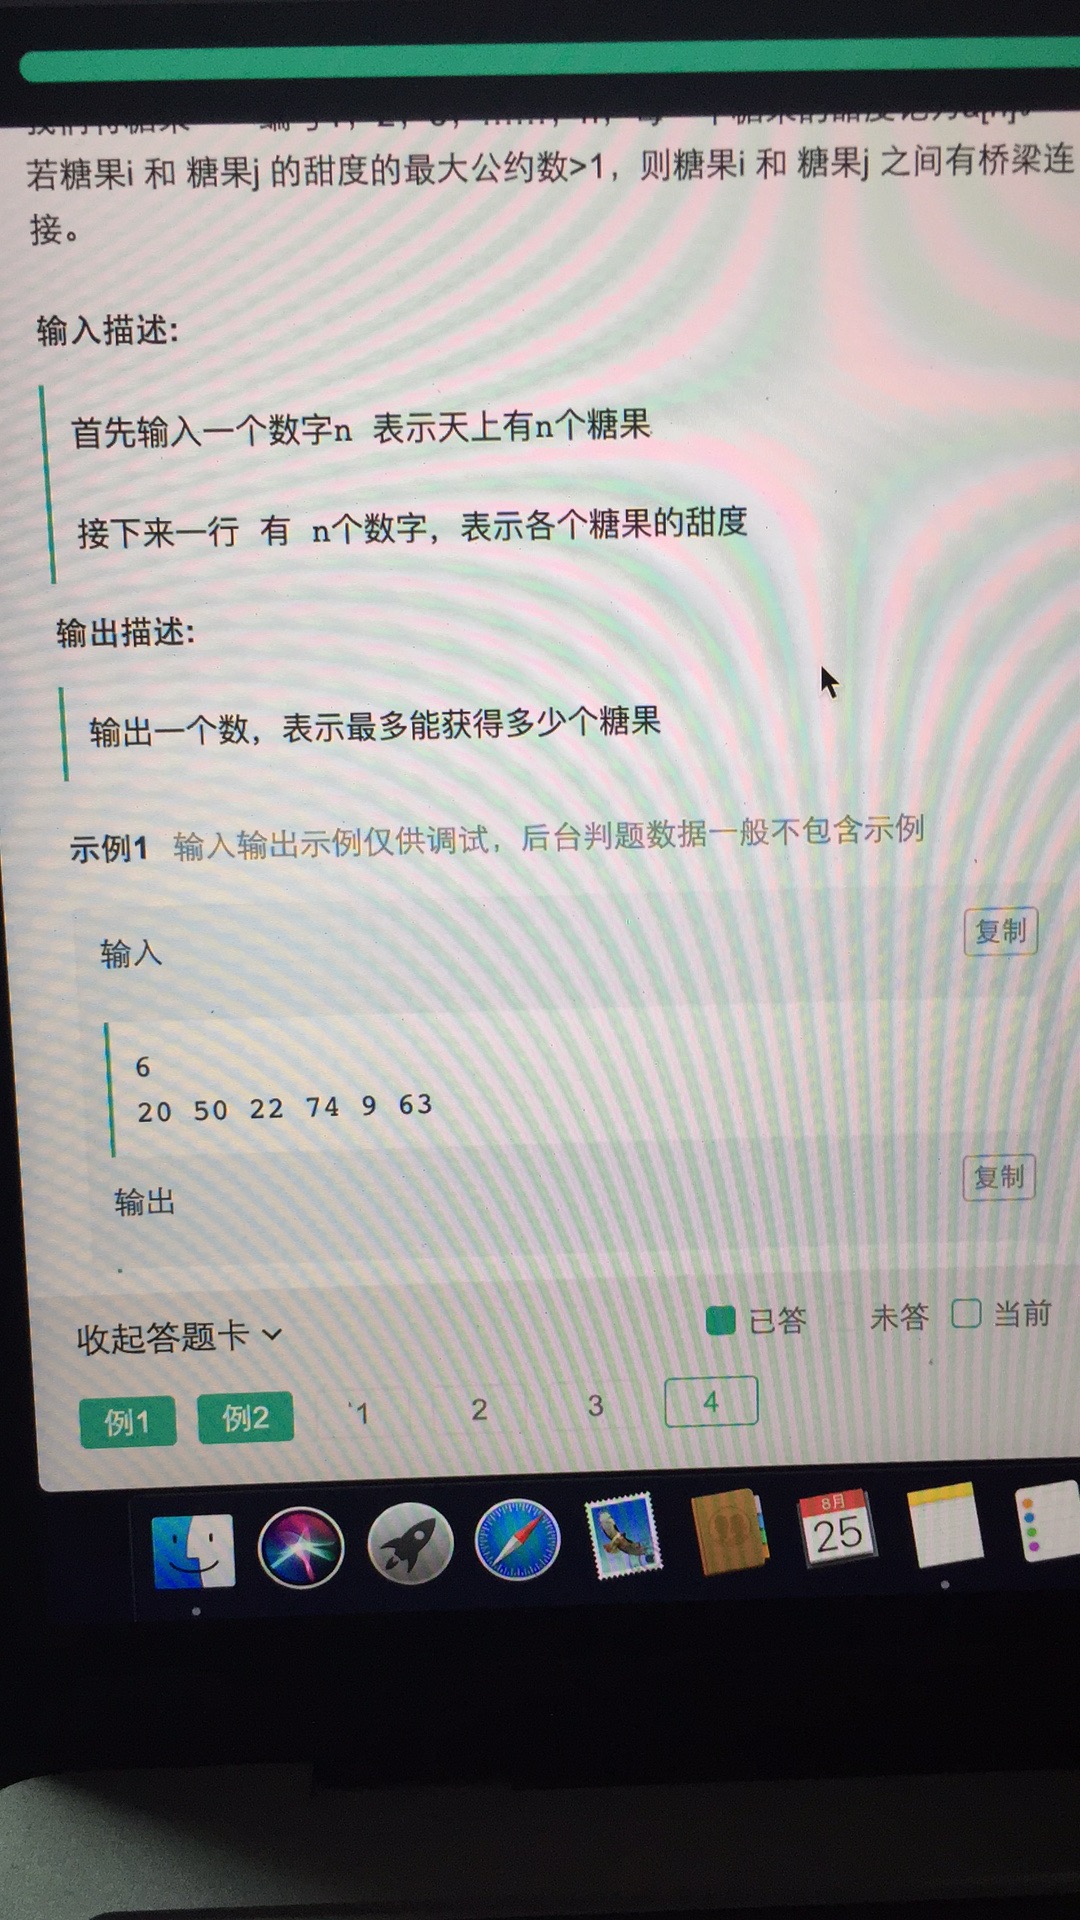 若糖果i 和 糖果j 的甜度的最大公约数>1，则糖果i 和 糖果j 之间有桥梁连
接。
输入描述:
首先输入一个数字n 表示天上有n个糖果
接下来一行 有 n个数字，表示各个糖果的甜度
输出描述:
输出一个数，表示最多能获得多少个糖果
示例1 输入输出示例仅供调试，后台判题数据一般不包含示例
输入
复制
6
20 50 22 74 9 63
输出
复制
收起答题卡
已答 未答 当前
例1 例2 1 2 3 4
8月
25